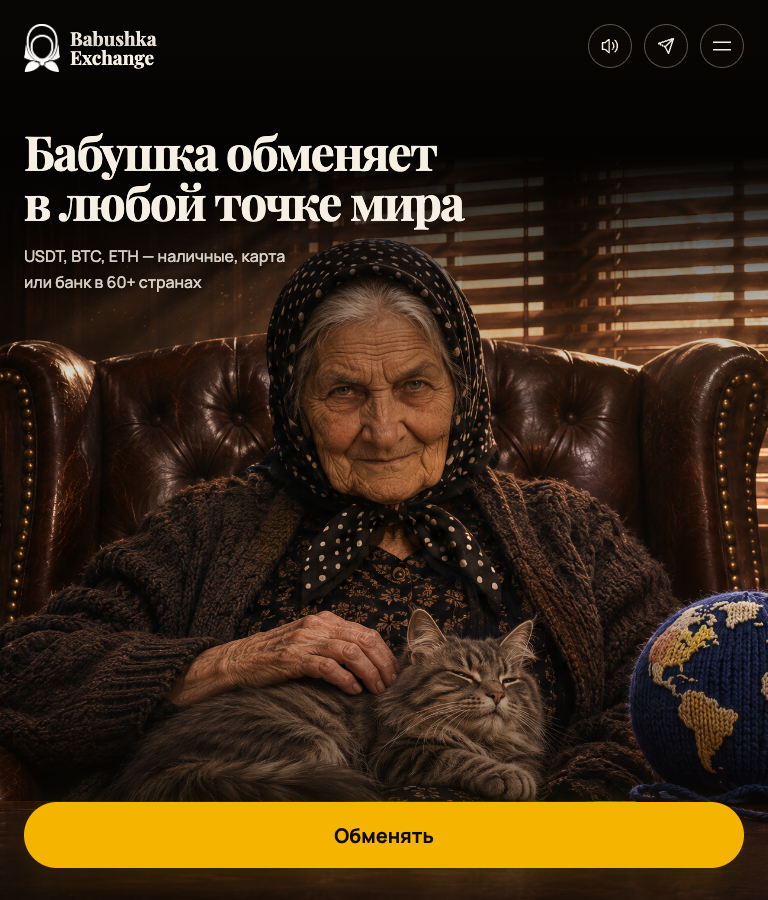 Babushka
Exchange
Бабушка обменяет
в любой точке мира
USDT, BTC, ETH — наличные, карта
или банк в 60+ странах
Обменять